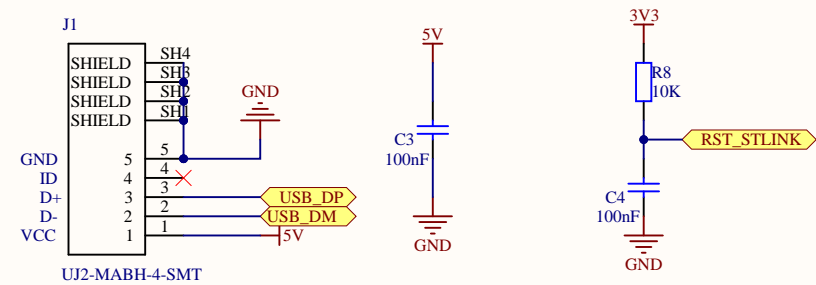 J1
SHIELD SH4
SHIELD SH3
SHIELD SH2
SHIELD SH1
GND 5 5
ID 4 4
D+ 3 3 USB_DP
D- 2 2 USB_DM
VCC 1 1 5V
UJ2-MABH-4-SMT
GND
5V
C3
100nF
GND
3V3
R8
10K
RST_STLINK
C4
100nF
GND